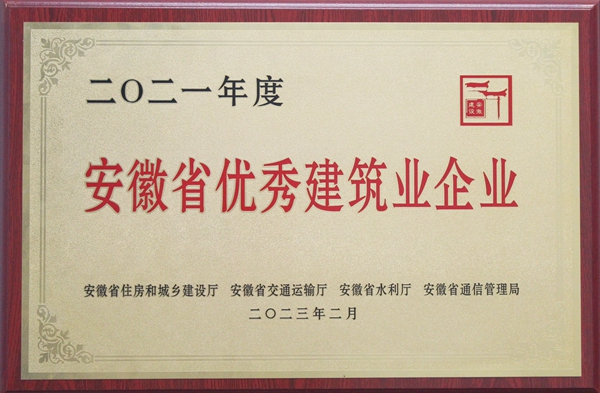 二〇二一年度
安徽省优秀建筑业企业
安徽省住房和城乡建设厅 安徽省交通运输厅 安徽省水利厅 安徽省通信管理局
二〇二三年二月